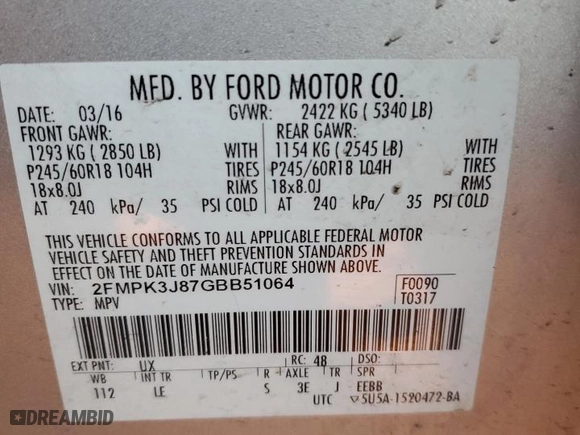 MFD. BY FORD MOTOR CO.
DATE: 03/16 GVWR: 2422 KG ( 5340 LB)
FRONT GAWR: REAR GAWR:
1293 KG ( 2850 LB) WITH 1154 KG ( 2545 LB) WITH
P245/60R18 104H TIRES P245/60R18 104H TIRES
18x8.0J RIMS 18x8.0J RIMS
AT 240 kPa/ 35 PSI COLD AT 240 kPa/ 35 PSI COLD
THIS VEHICLE CONFORMS TO ALL APPLICABLE FEDERAL MOTOR
VEHICLE SAFETY AND THEFT PREVENTION STANDARDS IN
EFFECT ON THE DATE OF MANUFACTURE SHOWN ABOVE.
VIN: 2FMPK3J87GBB51064 F0090
TYPE: MPV T0317
EXT PNT: UX RC: 48 DSO:
WB INT TR TP/PS R AXLE TR SPR
112 LE S 3E J EEBB
UTC 5U5A-1520472-BA
DREAMBID